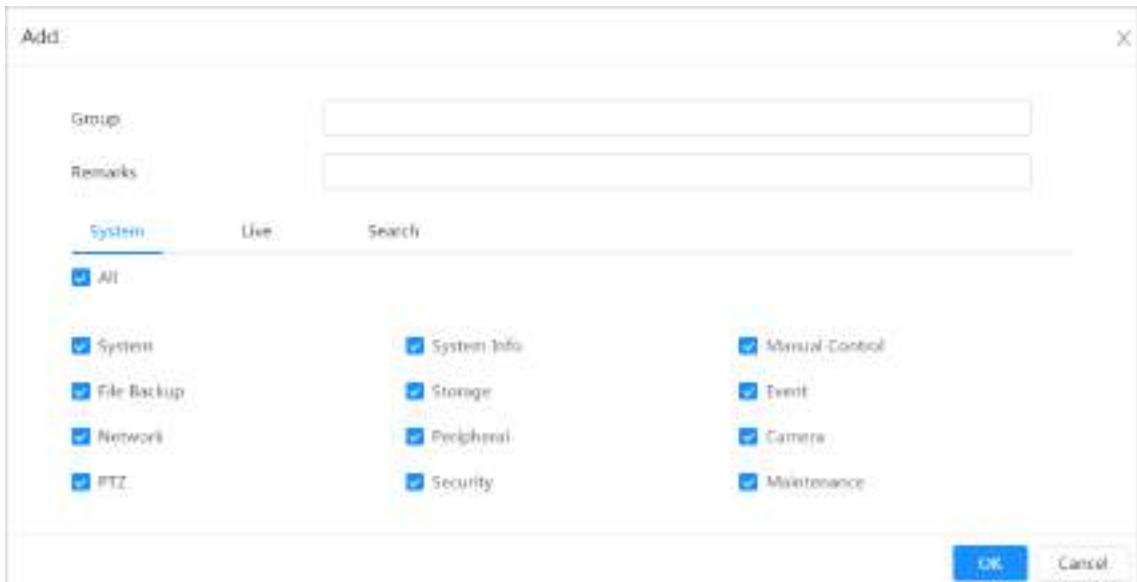 Add
Group
Remarks
System Live Search
All
System System Info Manual Control
File Backup Storage Event
Network Peripheral Camera
PTZ Security Maintenance
OK Cancel